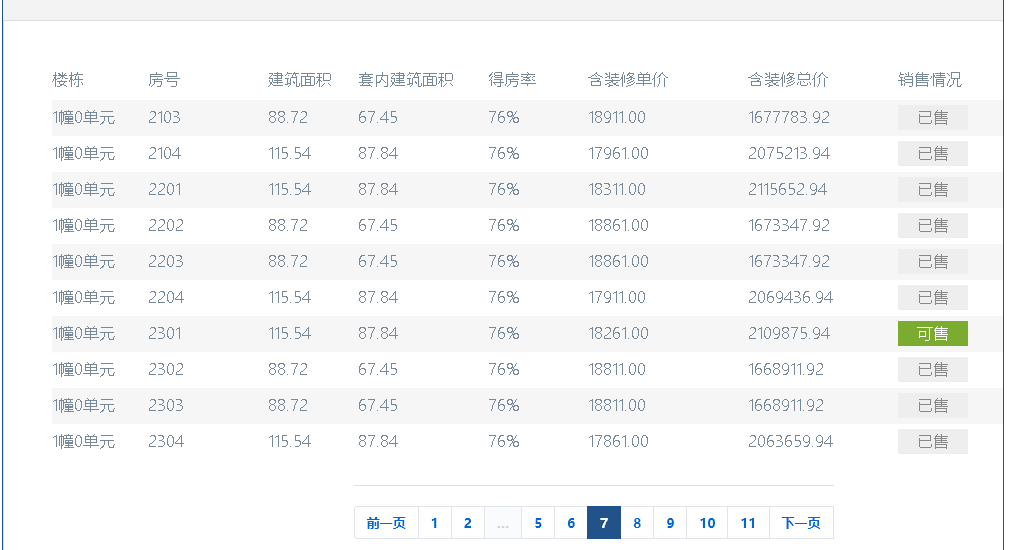 楼栋 房号 建筑面积 套内建筑面积 得房率 含装修单价 含装修总价 销售情况
1幢0单元 2103 88.72 67.45 76% 18911.00 1677783.92 已售
1幢0单元 2104 115.54 87.84 76% 17961.00 2075213.94 已售
1幢0单元 2201 115.54 87.84 76% 18311.00 2115652.94 已售
1幢0单元 2202 88.72 67.45 76% 18861.00 1673347.92 已售
1幢0单元 2203 88.72 67.45 76% 18861.00 1673347.92 已售
1幢0单元 2204 115.54 87.84 76% 17911.00 2069436.94 已售
1幢0单元 2301 115.54 87.84 76% 18261.00 2109875.94 可售
1幢0单元 2302 88.72 67.45 76% 18811.00 1668911.92 已售
1幢0单元 2303 88.72 67.45 76% 18811.00 1668911.92 已售
1幢0单元 2304 115.54 87.84 76% 17861.00 2063659.94 已售
前一页 1 2 ... 5 6 7 8 9 10 11 下一页